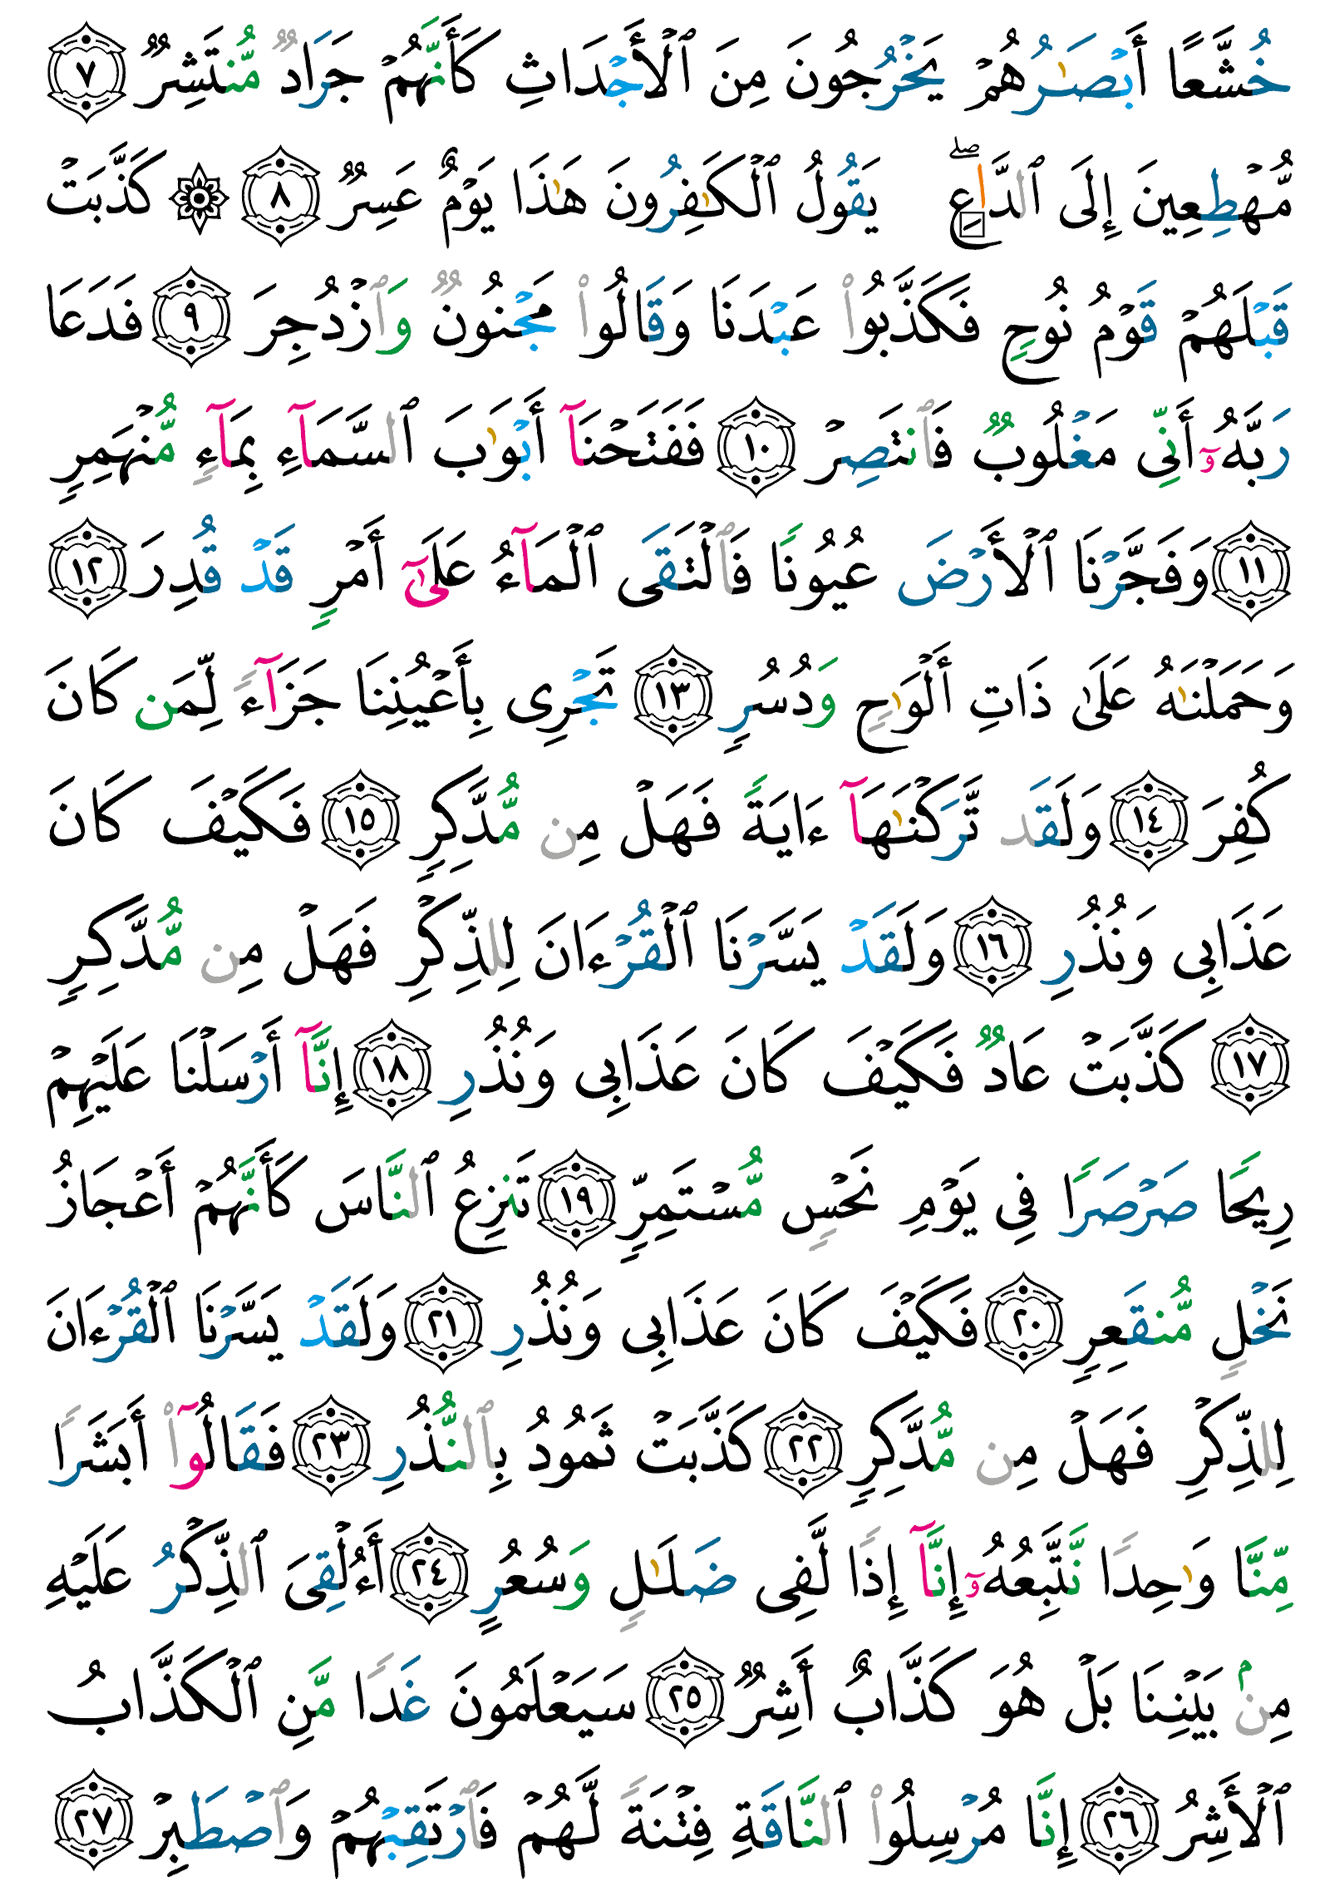 خُشَّعًا أَبۡصَٰرُهُمۡ يَخۡرُجُونَ مِنَ ٱلۡأَجۡدَاثِ كَأَنَّهُمۡ جَرَادٞ مُّنتَشِرٞ ٧
مُّهۡطِعِينَ إِلَى ٱلدَّاعِۖ يَقُولُ ٱلۡكَٰفِرُونَ هَٰذَا يَوۡمٌ عَسِرٞ ٨ ۞ كَذَّبَتۡ
قَبۡلَهُمۡ قَوۡمُ نُوحٖ فَكَذَّبُواْ عَبۡدَنَا وَقَالُواْ مَجۡنُونٞ وَٱزۡدُجِرَ ٩ فَدَعَا
رَبَّهُۥٓ أَنِّي مَغۡلُوبٞ فَٱنتَصِرۡ ١٠ فَفَتَحۡنَآ أَبۡوَٰبَ ٱلسَّمَآءِ بِمَآءٖ مُّنۡهَمِرٖ
١١ وَفَجَّرۡنَا ٱلۡأَرۡضَ عُيُونٗا فَٱلۡتَقَى ٱلۡمَآءُ عَلَىٰٓ أَمۡرٖ قَدۡ قُدِرَ ١٢
وَحَمَلۡنَٰهُ عَلَىٰ ذَاتِ أَلۡوَٰحٖ وَدُسُرٖ ١٣ تَجۡرِي بِأَعۡيُنِنَا جَزَآءٗ لِّمَن كَانَ
كُفِرَ ١٤ وَلَقَد تَّرَكۡنَٰهَآ ءَايَةٗ فَهَلۡ مِن مُّدَّكِرٖ ١٥ فَكَيۡفَ كَانَ
عَذَابِي وَنُذُرِ ١٦ وَلَقَدۡ يَسَّرۡنَا ٱلۡقُرۡءَانَ لِلذِّكۡرِ فَهَلۡ مِن مُّدَّكِرٖ
١٧ كَذَّبَتۡ عَادٞ فَكَيۡفَ كَانَ عَذَابِي وَنُذُرِ ١٨ إِنَّآ أَرۡسَلۡنَا عَلَيۡهِمۡ
رِيحٗا صَرۡصَرٗا فِي يَوۡمِ نَحۡسٖ مُّسۡتَمِرّٖ ١٩ تَنزِعُ ٱلنَّاسَ كَأَنَّهُمۡ أَعۡجَازُ
نَخۡلٖ مُّنقَعِرٖ ٢٠ فَكَيۡفَ كَانَ عَذَابِي وَنُذُرِ ٢١ وَلَقَدۡ يَسَّرۡنَا ٱلۡقُرۡءَانَ
لِلذِّكۡرِ فَهَلۡ مِن مُّدَّكِرٖ ٢٢ كَذَّبَتۡ ثَمُودُ بِٱلنُّذُرِ ٢٣ فَقَالُوٓاْ أَبَشَرٗا
مِّنَّا وَٰحِدٗا نَّتَّبِعُهُۥٓ إِنَّآ إِذٗا لَّفِي ضَلَٰلٖ وَسُعُرٍ ٢٤ أَءُلۡقِيَ ٱلذِّكۡرُ عَلَيۡهِ
مِنۢ بَيۡنِنَا بَلۡ هُوَ كَذَّابٌ أَشِرٞ ٢٥ سَيَعۡلَمُونَ غَدٗا مَّنِ ٱلۡكَذَّابُ
ٱلۡأَشِرُ ٢٦ إِنَّا مُرۡسِلُواْ ٱلنَّاقَةِ فِتۡنَةٗ لَّهُمۡ فَٱرۡتَقِبۡهُمۡ وَٱصۡطَبِرۡ ٢٧